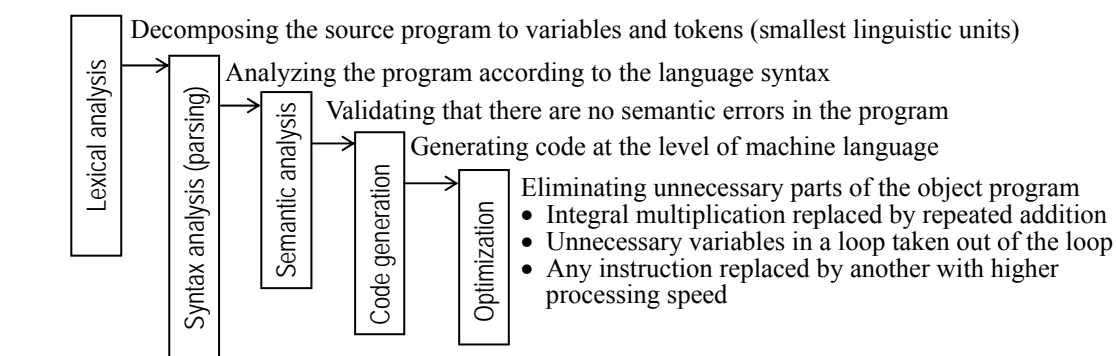 Lexical analysis
Decomposing the source program to variables and tokens (smallest linguistic units)
Syntax analysis (parsing)
Analyzing the program according to the language syntax
Semantic analysis
Validating that there are no semantic errors in the program
Code generation
Generating code at the level of machine language
Optimization
Eliminating unnecessary parts of the object program
• Integral multiplication replaced by repeated addition
• Unnecessary variables in a loop taken out of the loop
• Any instruction replaced by another with higher
processing speed